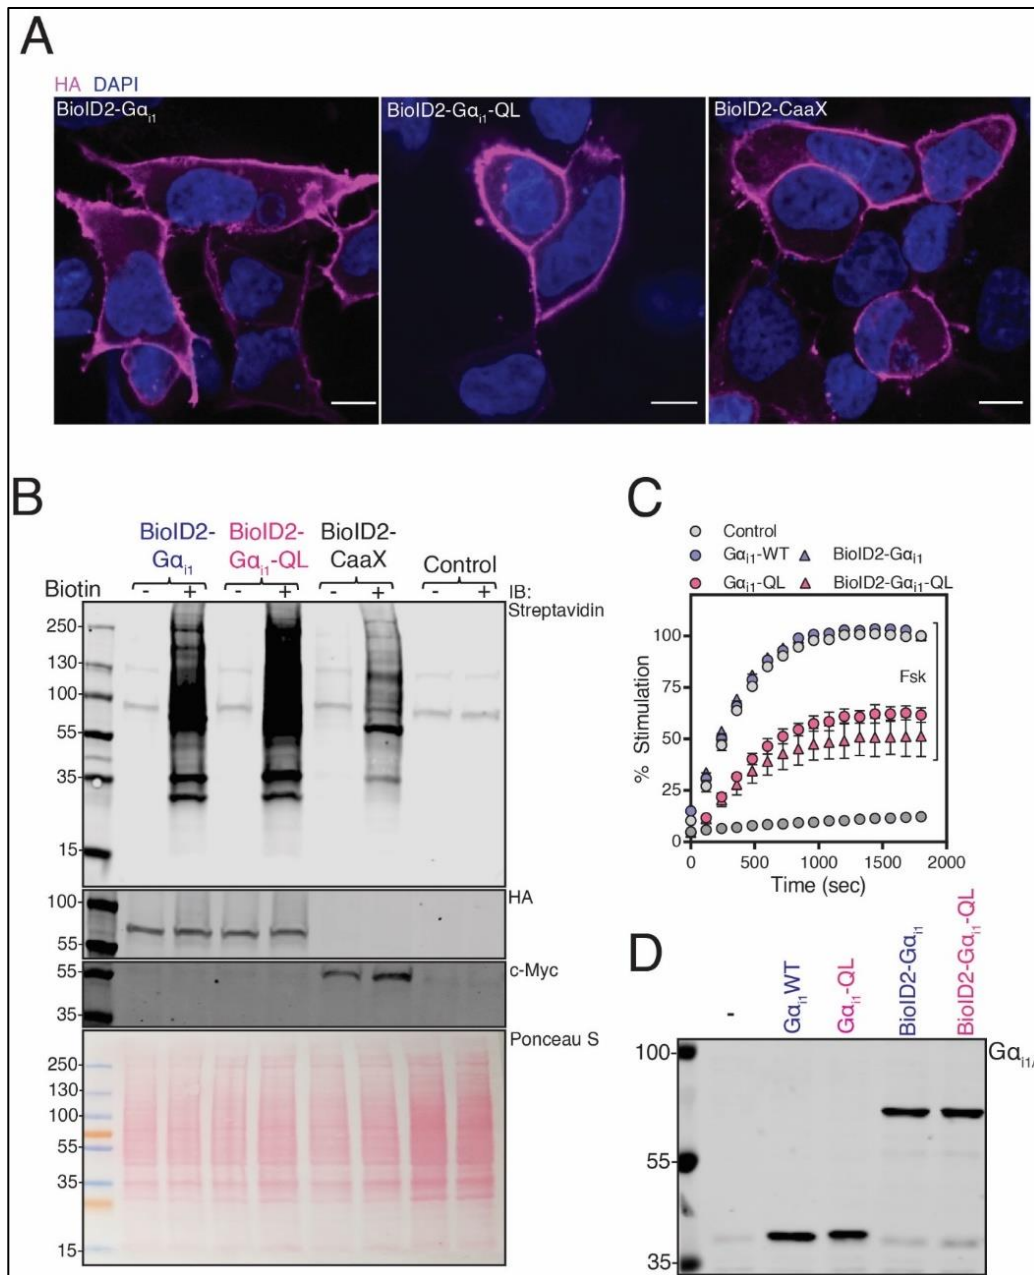 A
HA DAPI
BioID2-Gαi1
BioID2-Gαi1-QL
BioID2-CaaX
B
BioID2-Gαi1
BioID2-Gαi1-QL
BioID2-CaaX
Control
Biotin - + - + - + - + IB:
Streptavidin
250
130
100
55
35
15
HA
100
55
c-Myc
55
35
Ponceau S
250
130
100
55
35
15
C
Control
Gαi1-WT BioID2-Gαi1
Gαi1-QL BioID2-Gαi1-QL
% Stimulation
100
75
50
25
0
Fsk
0 500 1000 1500 2000
Time (sec)
D
-
Gαi1WT
Gαi1-QL
BioID2-Gαi1
BioID2-Gαi1-QL
100
55
35
Gαi1/